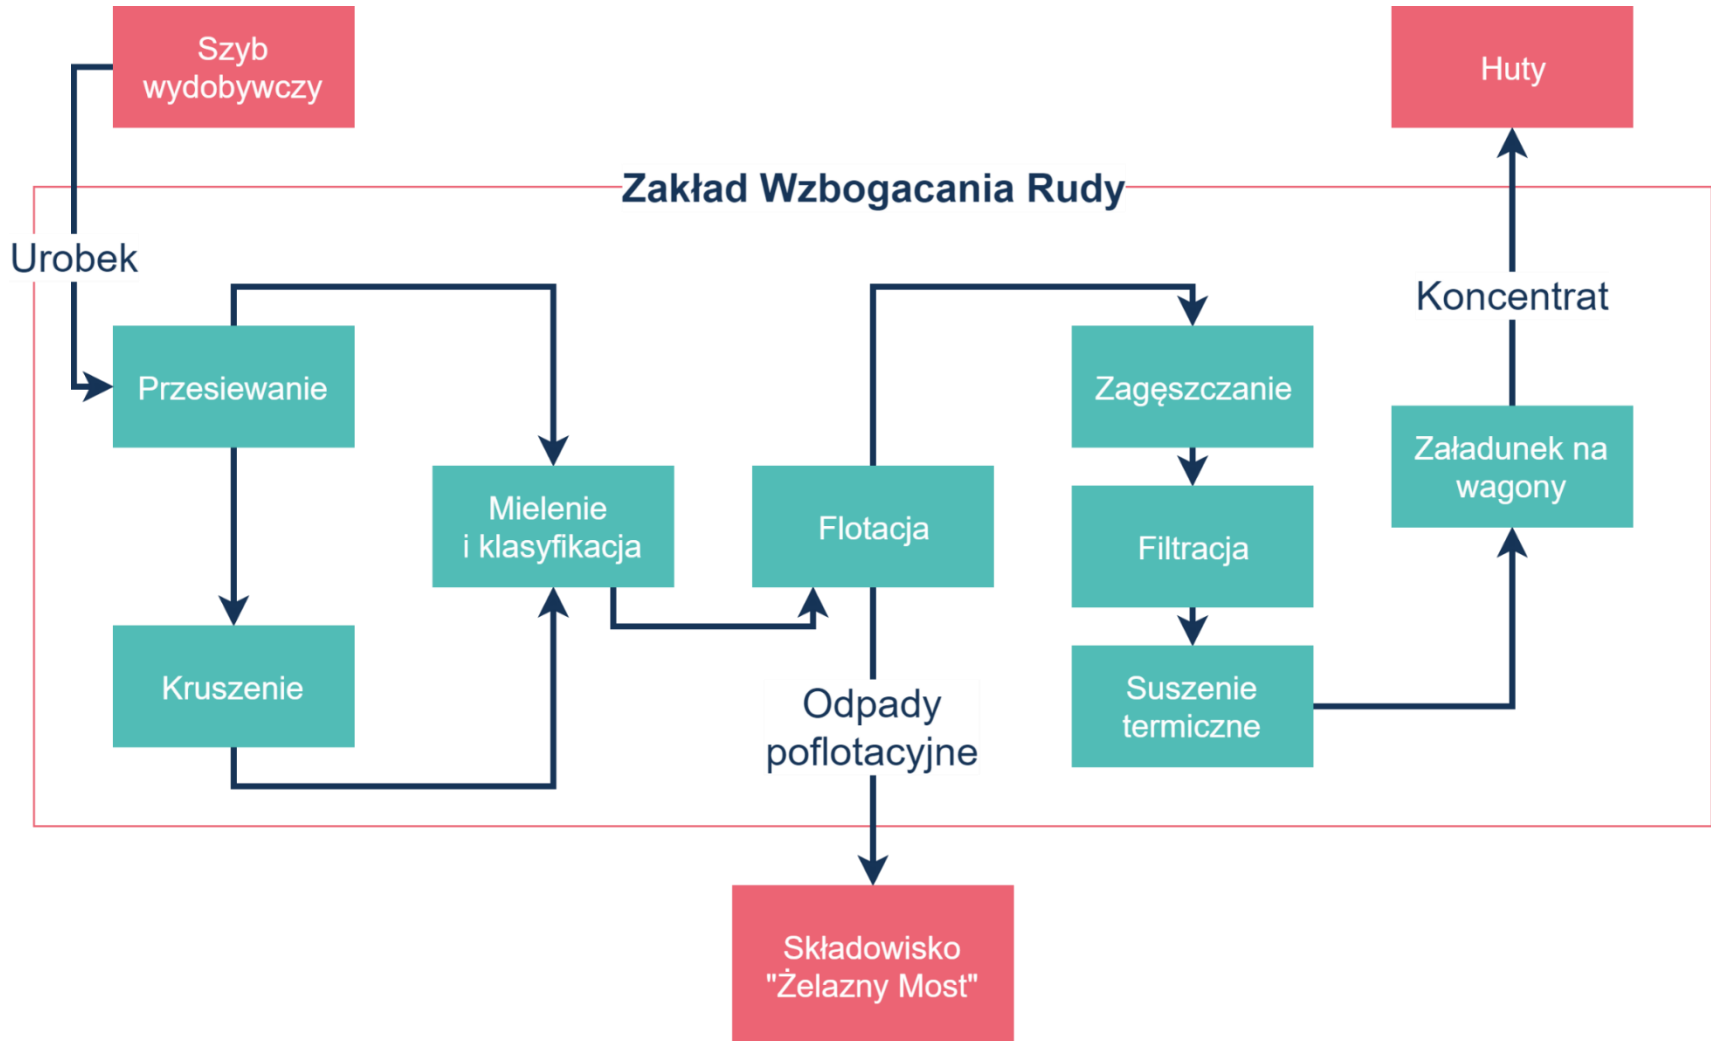 Szyb
wydobywczy
Huty
Zakład Wzbogacania Rudy
Urobek
Koncentrat
Przesiewanie
Zagęszczanie
Załadunek na
wagony
Mielenie
i klasyfikacja
Flotacja
Filtracja
Kruszenie
Odpady
poflotacyjne
Suszenie
termiczne
Składowisko
"Żelazny Most"